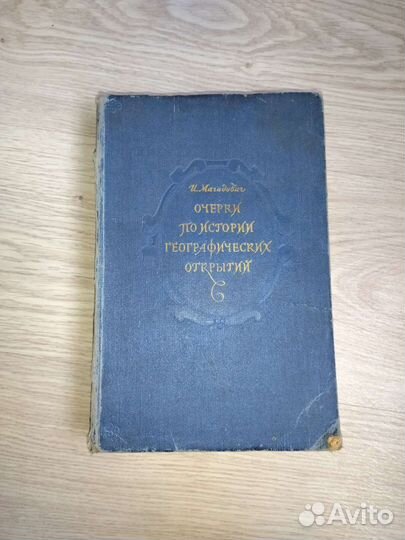 И. Магидович
ОЧЕРКИ
ПО ИСТОРИИ
ГЕОГРАФИЧЕСКИХ
ОТКРЫТИЙ
Avito